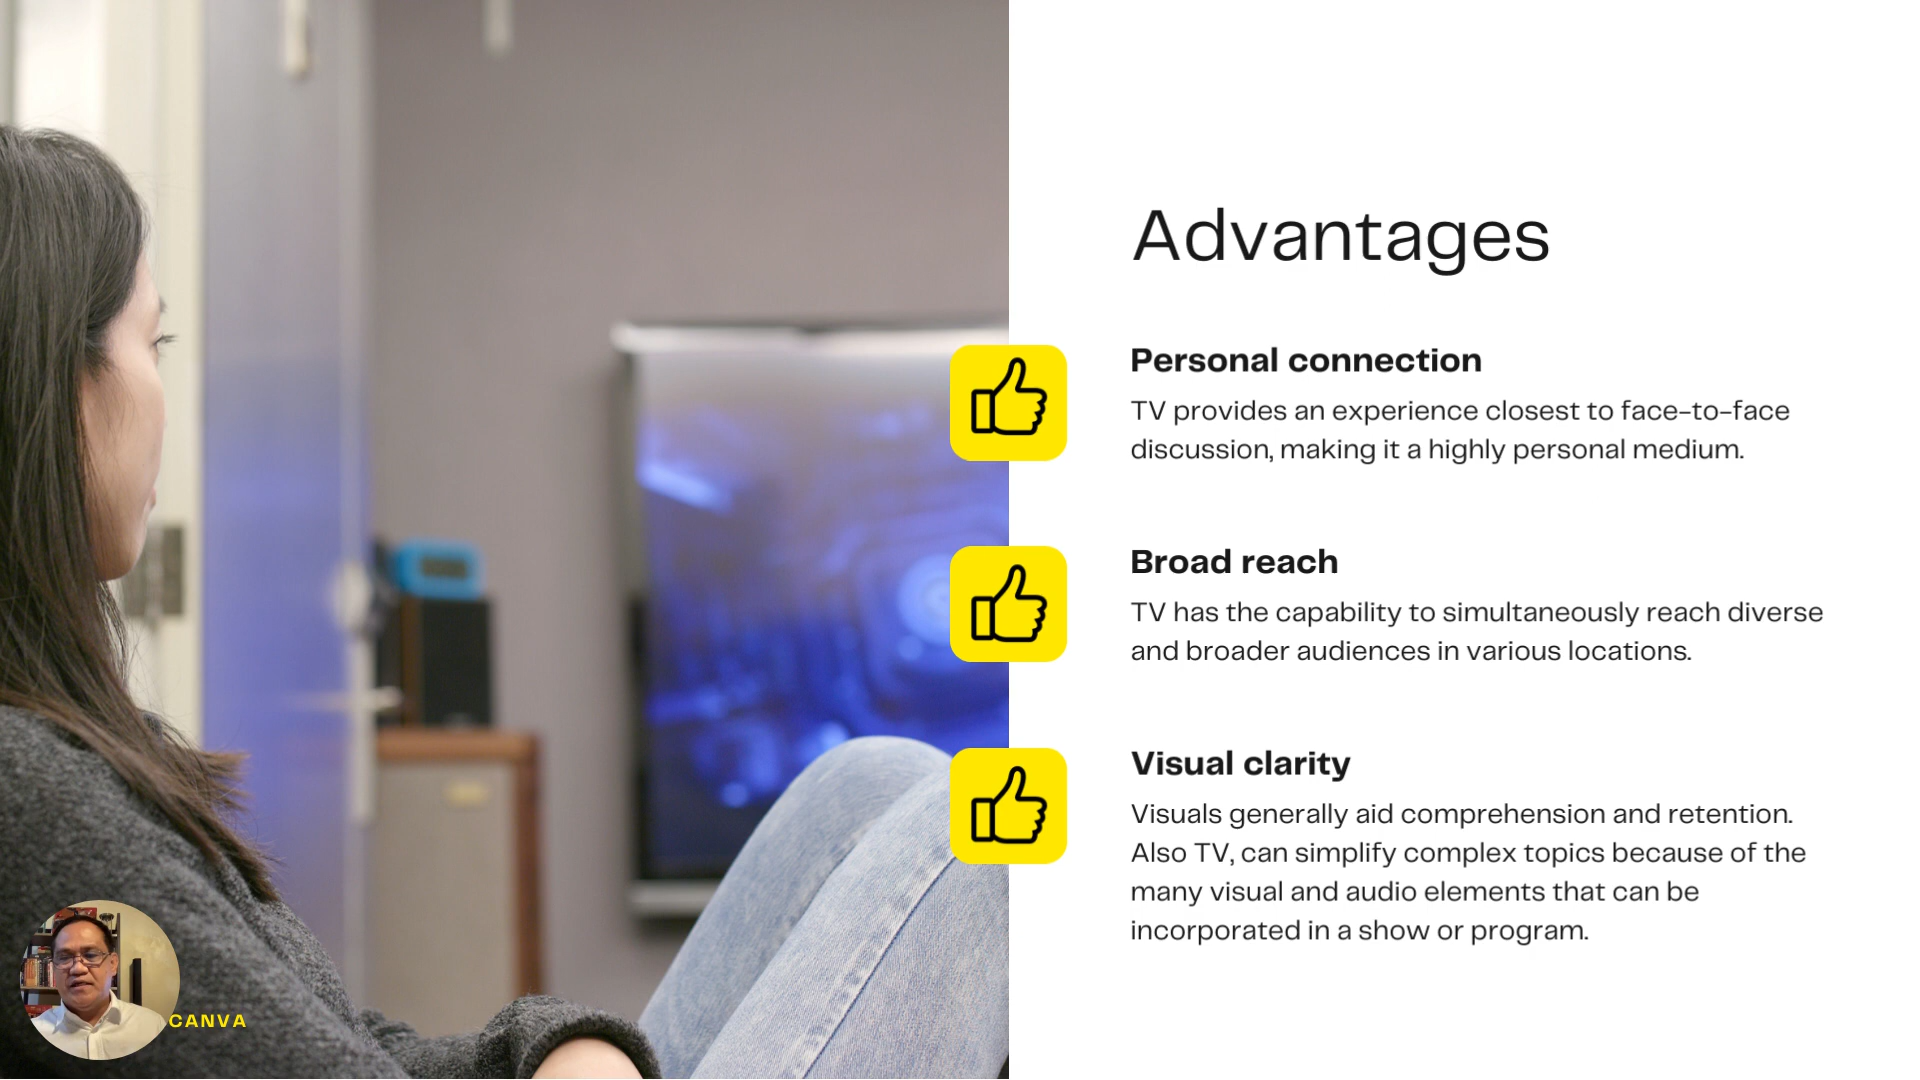 Advantages
Personal connection
TV provides an experience closest to face-to-face
discussion, making it a highly personal medium.
Broad reach
TV has the capability to simultaneously reach diverse
and broader audiences in various locations.
Visual clarity
Visuals generally aid comprehension and retention.
Also TV, can simplify complex topics because of the
many visual and audio elements that can be
incorporated in a show or program.
CANVA